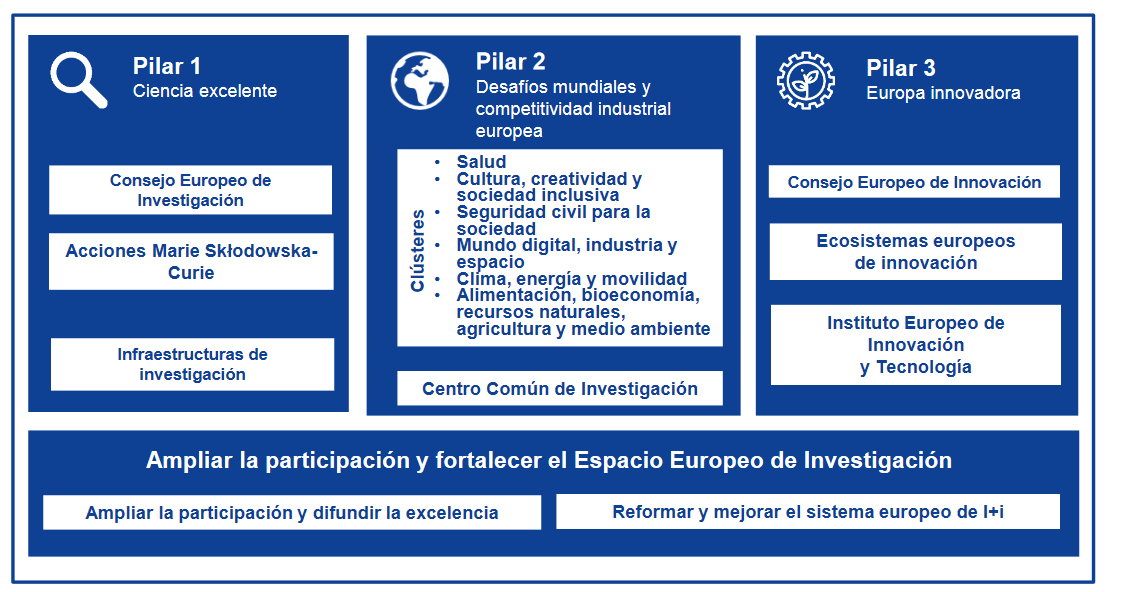 Pilar 1
Ciencia excelente
Consejo Europeo de
Investigación
Acciones Marie Skłodowska-
Curie
Infraestructuras de
investigación
Pilar 2
Desafíos mundiales y
competitividad industrial
europea
Clústeres
• Salud
• Cultura, creatividad y
sociedad inclusiva
• Seguridad civil para la
sociedad
• Mundo digital, industria y
espacio
• Clima, energía y movilidad
• Alimentación, bioeconomía,
recursos naturales,
agricultura y medio ambiente
Centro Común de Investigación
Pilar 3
Europa innovadora
Consejo Europeo de Innovación
Ecosistemas europeos
de innovación
Instituto Europeo de
Innovación
y Tecnología
Ampliar la participación y fortalecer el Espacio Europeo de Investigación
Ampliar la participación y difundir la excelencia
Reformar y mejorar el sistema europeo de I+i